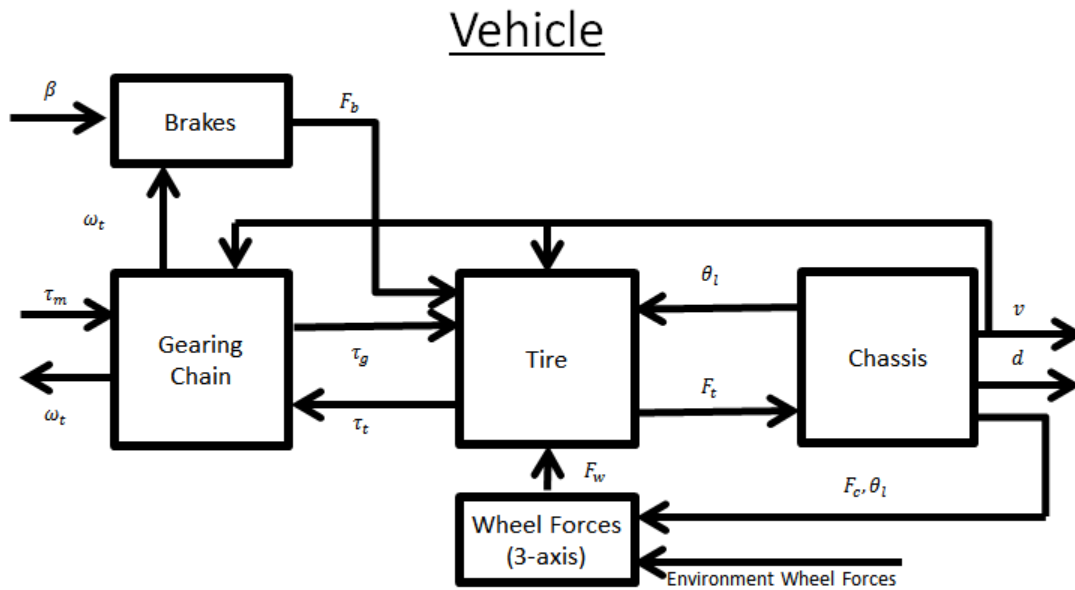 Vehicle
β
Brakes
F_b
ω_t
τ_m
Gearing
Chain
ω_t
τ_g
τ_t
Tire
θ_l
F_t
Chassis
v
d
F_w
F_c, θ_l
Wheel Forces
(3-axis)
Environment Wheel Forces